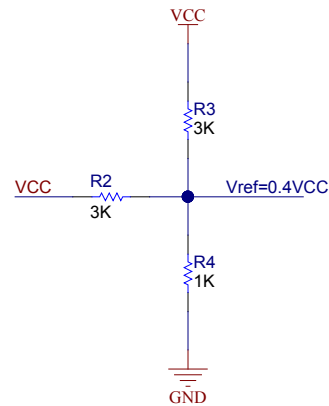 VCC
R3
3K
VCC
R2
3K
Vref=0.4VCC
R4
1K
GND